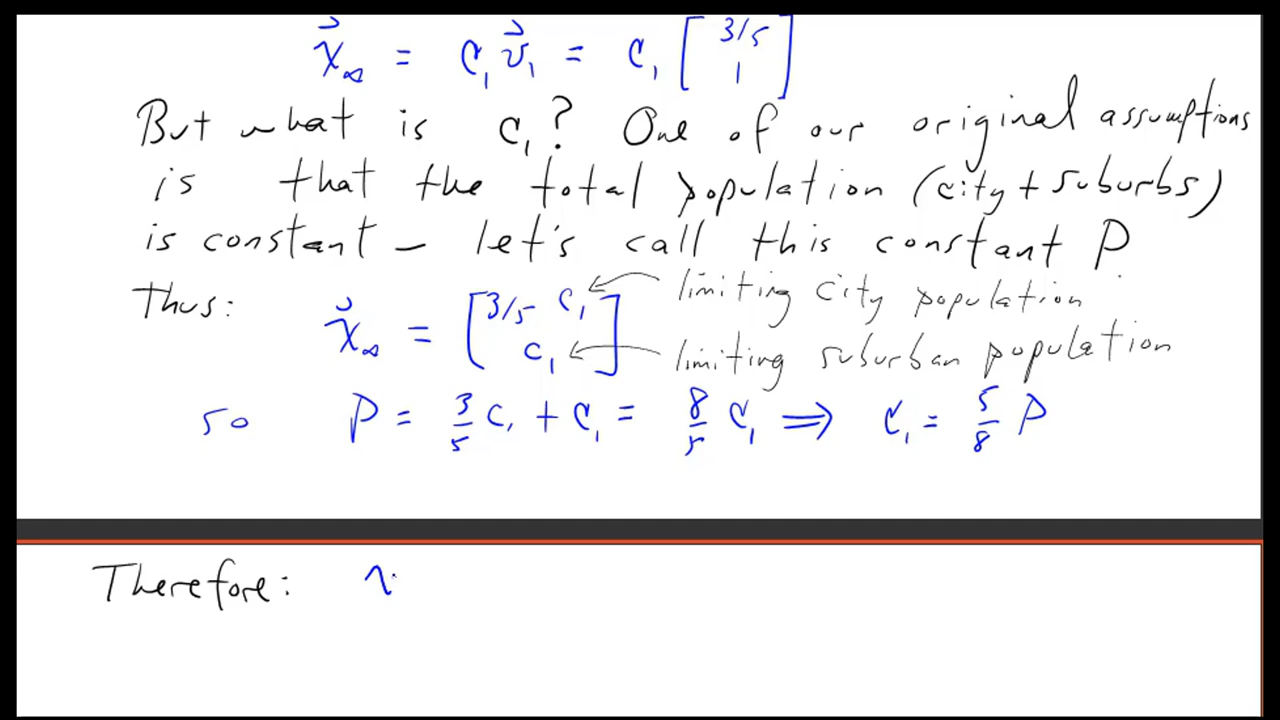 x⃗∞ = c₁ v⃗₁ = c₁ [3/5 1]
But what is c₁? One of our original assumptions
is that the total population (city + suburbs)
is constant – let's call this constant P.
Thus: x⃗∞ = [3/5 c₁ c₁] limiting city population
limiting suburban population
so P = 3/5 c₁ + c₁ = 8/5 c₁ ⟹ c₁ = 5/8 P
Therefore: